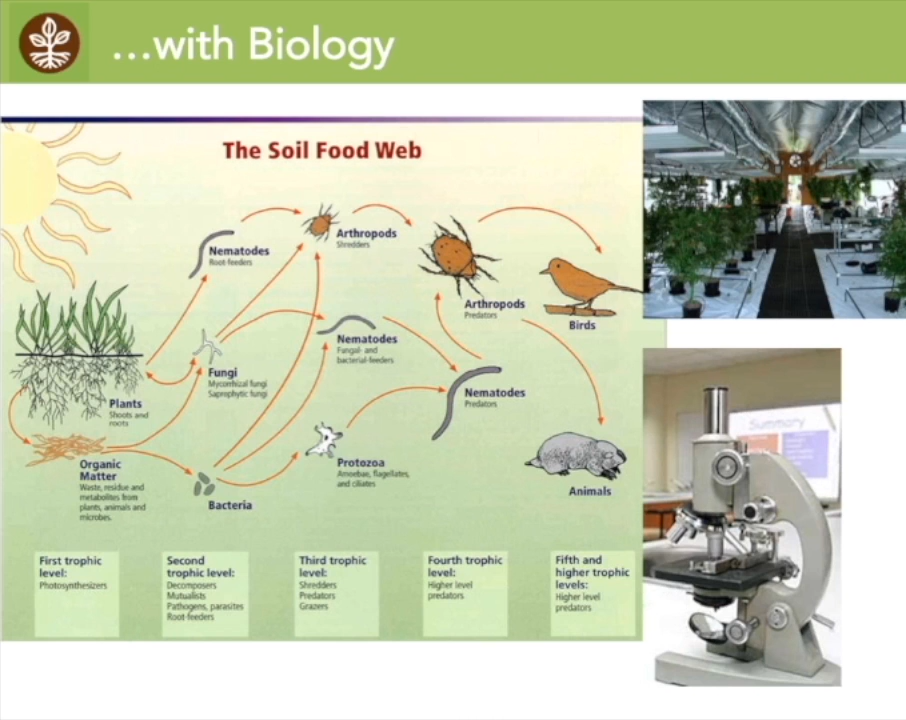 ...with Biology
The Soil Food Web
Nematodes
Root-feeders
Arthropods
Shredders
Arthropods
Predators
Birds
Nematodes
Fungal- and
bacterial-feeders
Fungi
Mycorrhizal fungi
Saprophytic fungi
Plants
Shoots and
roots
Nematodes
Predators
Organic
Matter
Waste, residue and
metabolites from
plants, animals and
microbes.
Bacteria
Protozoa
Amoebae, flagellates,
and ciliates
Animals
First trophic
level:
Photosynthesizers
Second
trophic level:
Decomposers
Mutualists
Pathogens, parasites
Root-feeders
Third trophic
level:
Shredders
Predators
Grazers
Fourth trophic
level:
Higher level
predators
Fifth and
higher trophic
levels:
Higher level
predators
Summary